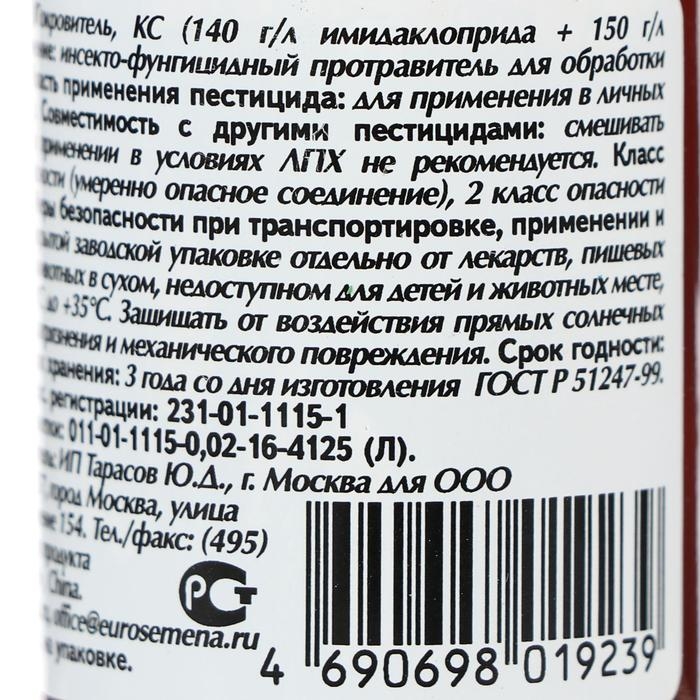 КС (140 г/л имидаклоприда + 150 г/л
инсекто-фунгицидный протравитель для обработки
применения пестицида: для применения в личных
Совместимость с другими пестицидами: смешивать
в условиях ЛПХ не рекомендуется. Класс
(умеренно опасное соединение), 2 класс опасности
безопасности при транспортировке, применении и
заводской упаковке отдельно от лекарств, пищевых
в сухом, недоступном для детей и животных месте,
до +35°С. Защищать от воздействия прямых солнечных
и механического повреждения. Срок годности:
хранения: 3 года со дня изготовления ГОСТ Р 51247-99.
регистрации: 231-01-1115-1
011-01-1115-0,02-16-4125 (Л).
ИП Тарасов Ю.Д., г. Москва для ООО
город Москва, улица
154. Тел./факс: (495)
продукта
China.
office@eurosemena.ru
упаковке.
РСТ
4 690698 019239